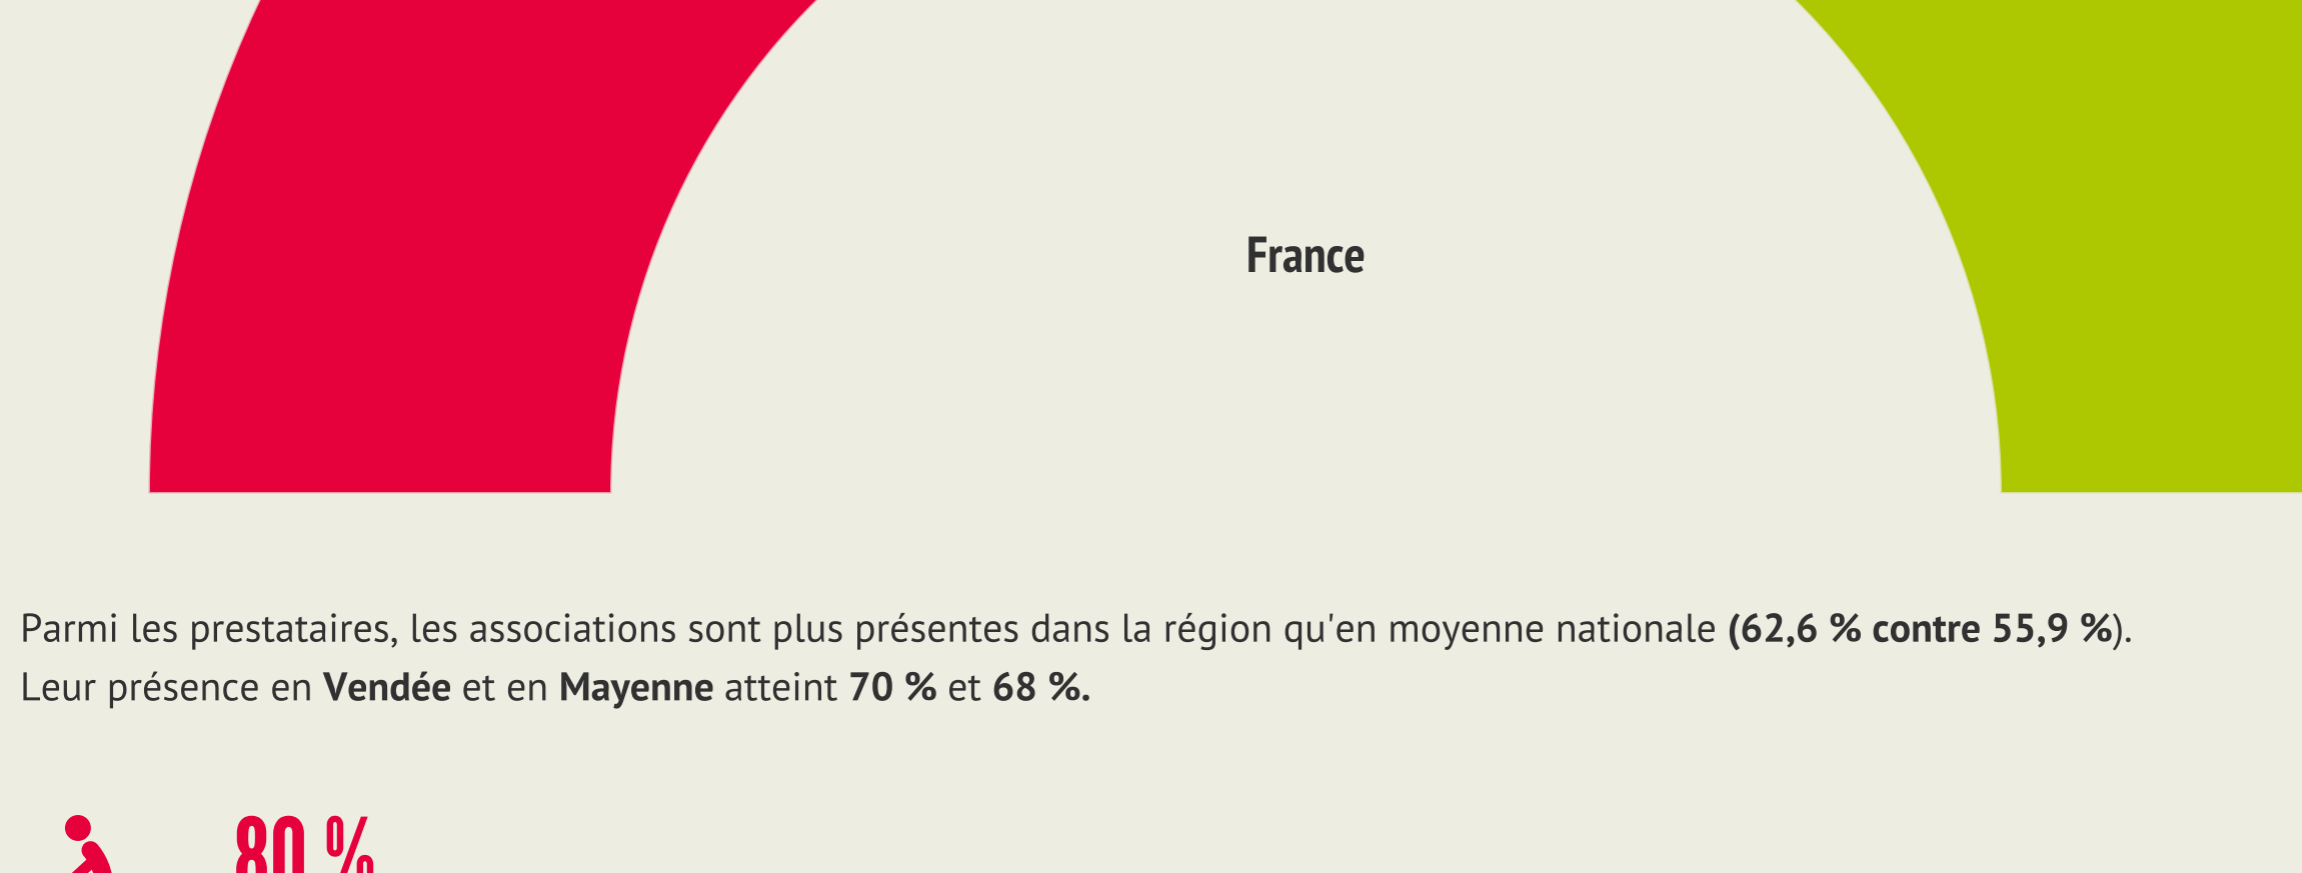 France
Parmi les prestataires, les associations sont plus présentes dans la région qu'en moyenne nationale (62,6 % contre 55,9 %).
Leur présence en Vendée et en Mayenne atteint 70 % et 68 %.
80 %